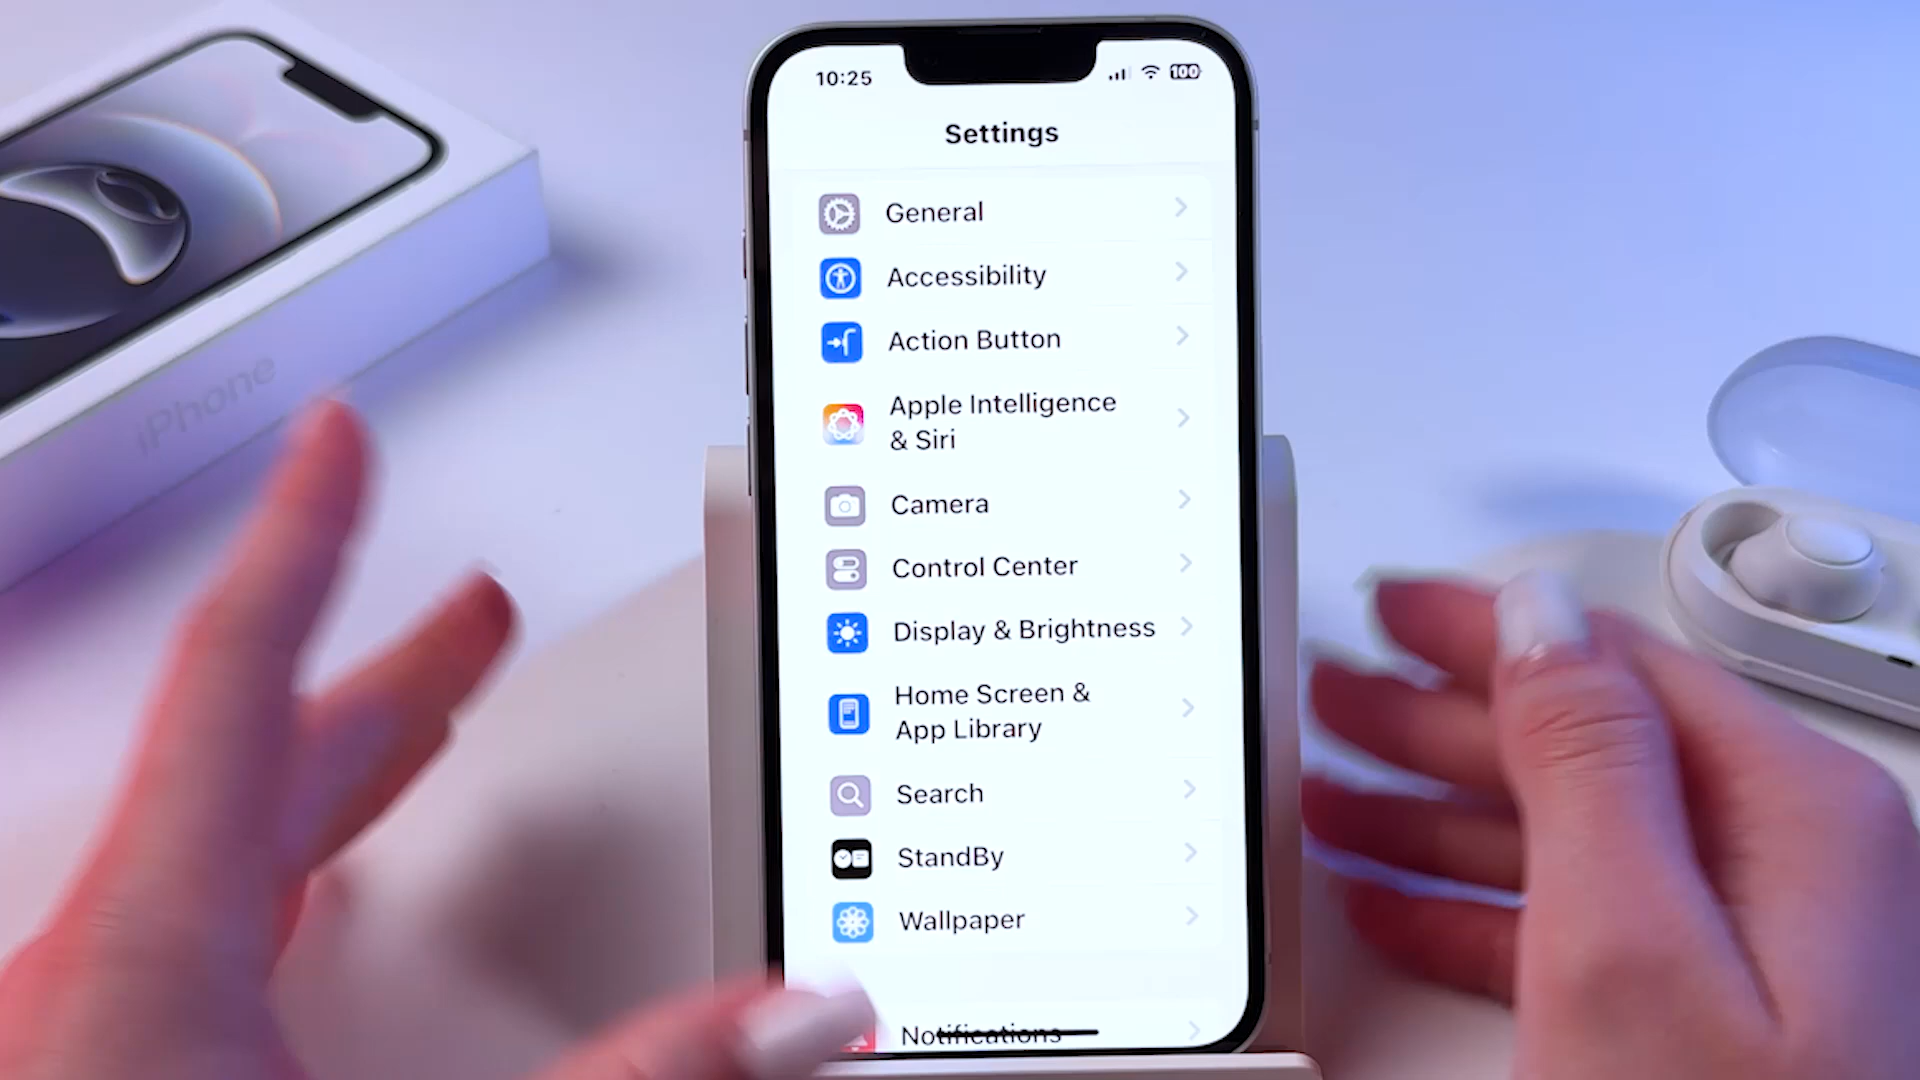 iPhone
10:25
100
Settings
General
Accessibility
Action Button
Apple Intelligence
& Siri
Camera
Control Center
Display & Brightness
Home Screen &
App Library
Search
StandBy
Wallpaper
Notifications